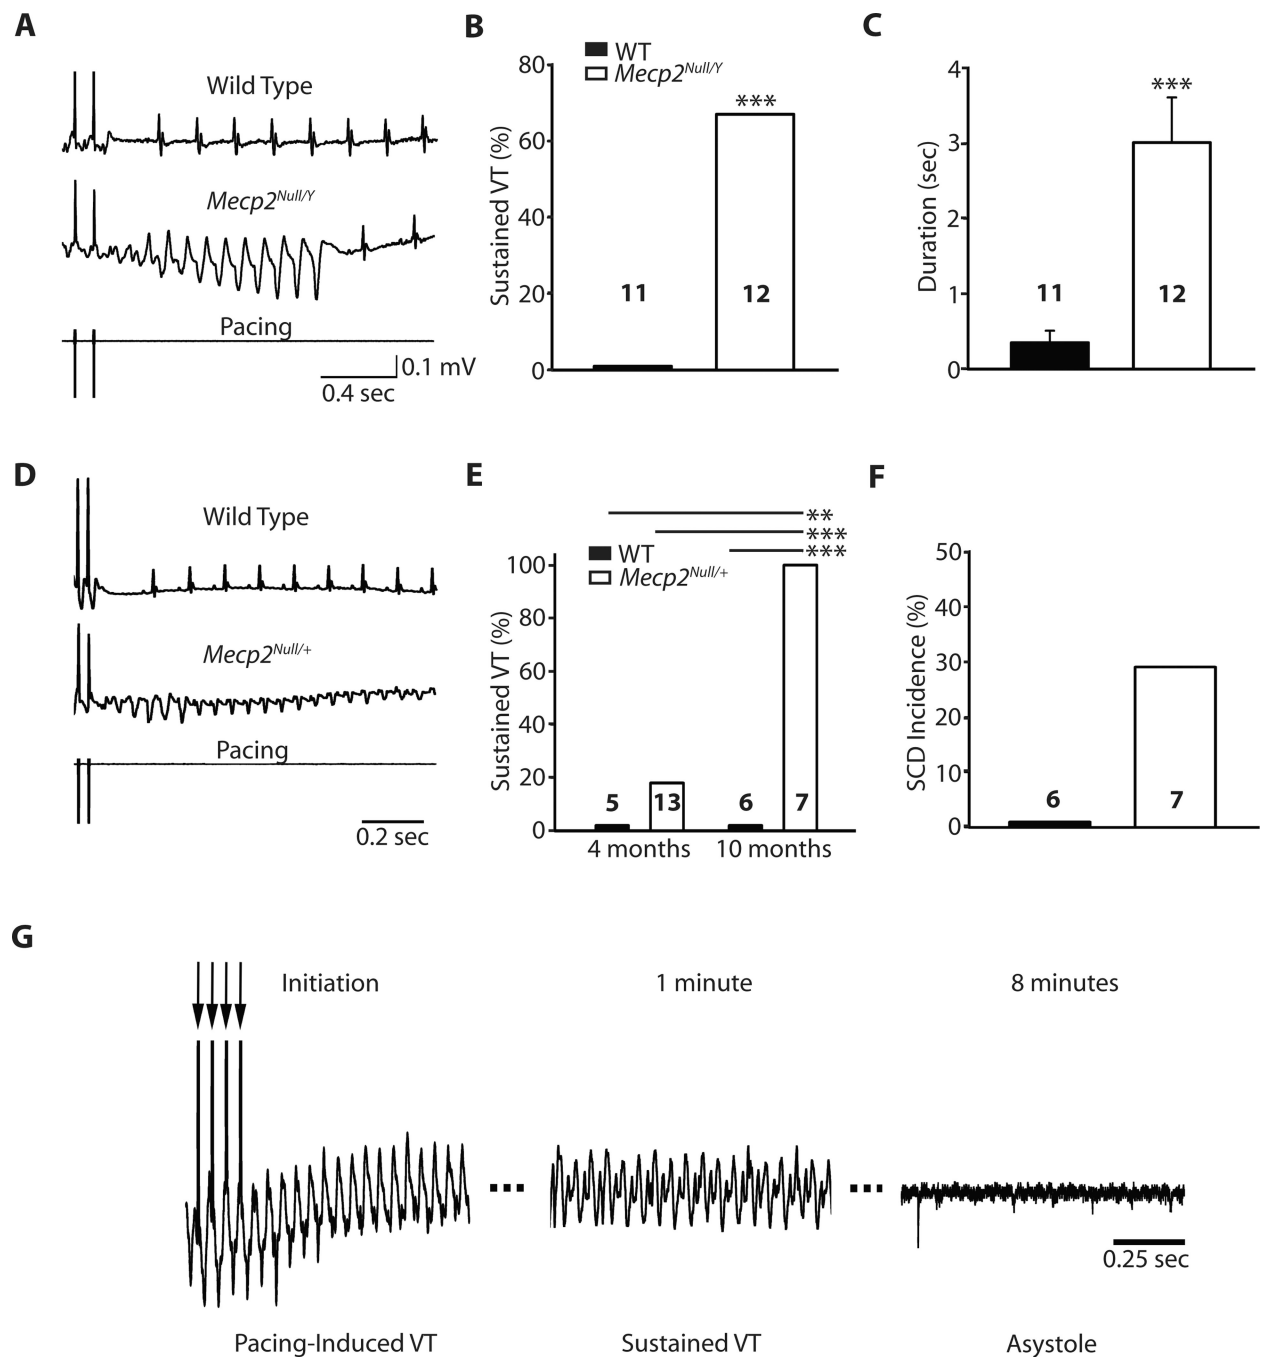 A
Wild Type
Mecp2Null/Y
Pacing
0.1 mV
0.4 sec
B
WT
Mecp2Null/Y
Sustained VT (%)
80
60
40
20
0
***
11
12
C
Duration (sec)
4
3
2
1
0
***
11
12
D
Wild Type
Mecp2Null/+
Pacing
0.2 sec
E
**
***
***
WT
Mecp2Null/+
Sustained VT (%)
100
80
60
40
20
0
5
13
6
7
4 months
10 months
F
SCD Incidence (%)
50
40
30
20
10
0
6
7
G
Initiation
1 minute
8 minutes
0.25 sec
Pacing-Induced VT
Sustained VT
Asystole